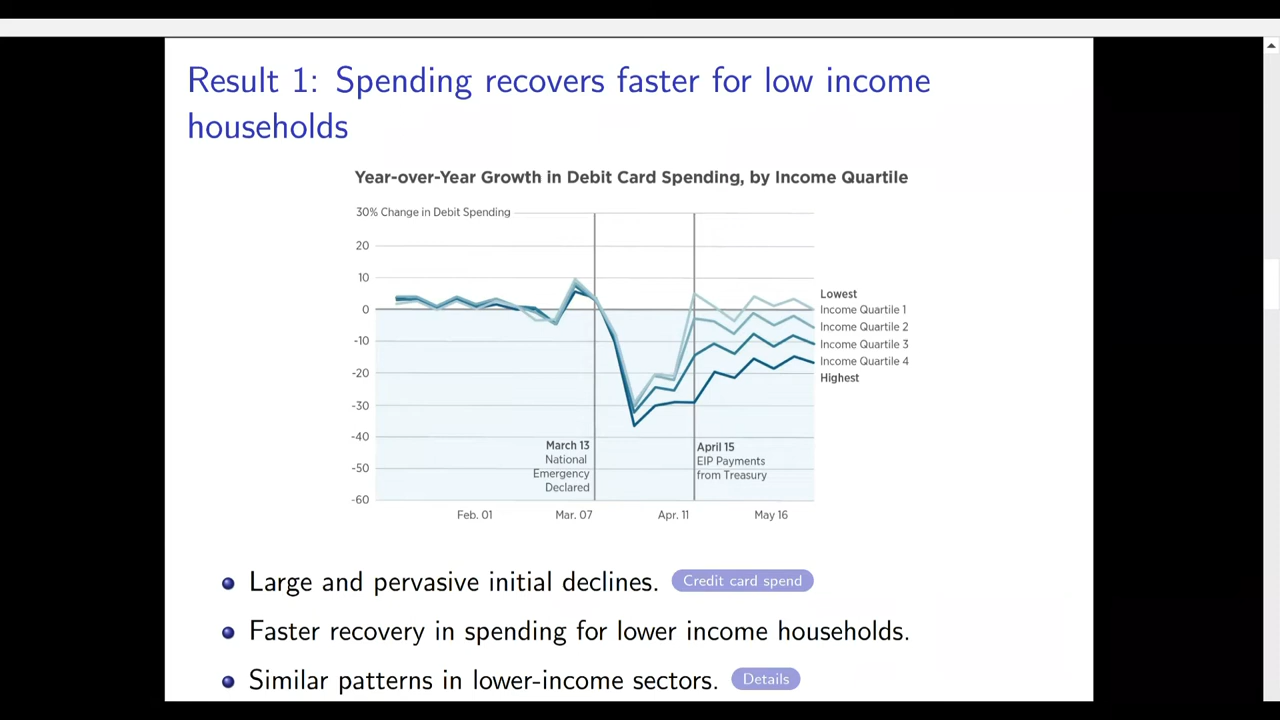 Result 1: Spending recovers faster for low income
households
Year-over-Year Growth in Debit Card Spending, by Income Quartile
30% Change in Debit Spending
20
10
0
-10
-20
-30
-40
-50
-60
Lowest
Income Quartile 1
Income Quartile 2
Income Quartile 3
Income Quartile 4
Highest
March 13
National
Emergency
Declared
April 15
EIP Payments
from Treasury
Feb. 01
Mar. 07
Apr. 11
May 16
Large and pervasive initial declines. Credit card spend
Faster recovery in spending for lower income households.
Similar patterns in lower-income sectors. Details